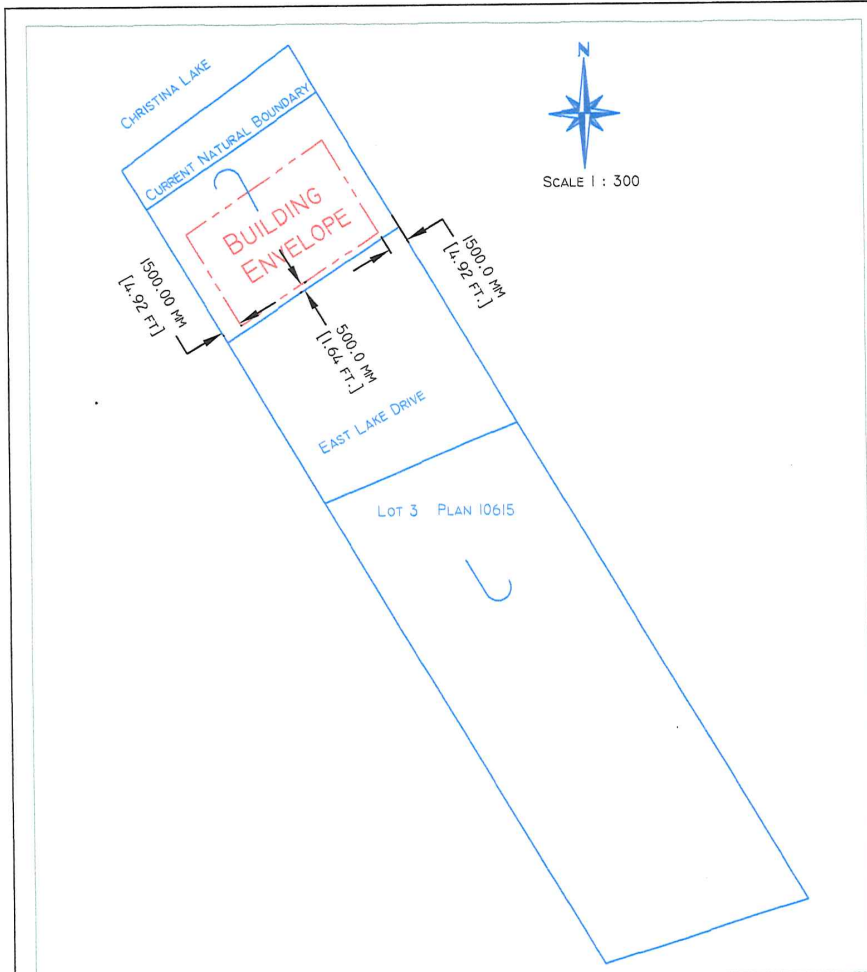 N
SCALE 1 : 300
CHRISTINA LAKE
CURRENT NATURAL BOUNDARY
BUILDING
ENVELOPE
1500.00 MM
[4.92 FT]
1500.0 MM
[4.92 FT.]
500.0 MM
[1.64 FT.]
EAST LAKE DRIVE
LOT 3 PLAN 10615